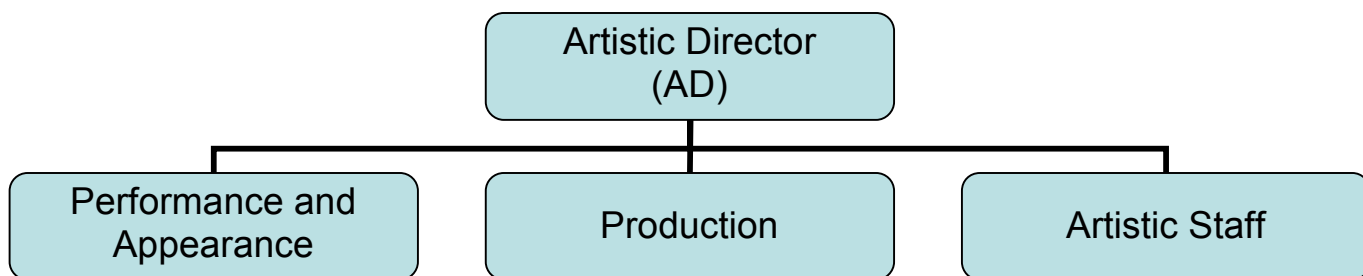 Artistic Director
(AD)
Performance and
Appearance
Production
Artistic Staff